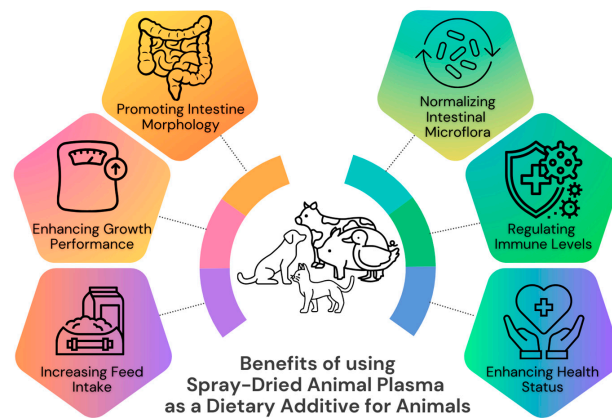 Promoting Intestine
Morphology
Normalizing
Intestinal
Microflora
Enhancing Growth
Performance
Regulating
Immune Levels
Increasing Feed
Intake
Enhancing Health
Status
Benefits of using
Spray-Dried Animal Plasma
as a Dietary Additive for Animals